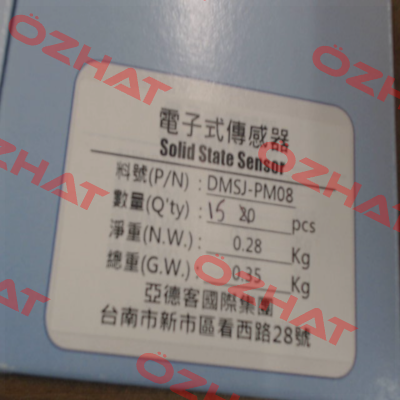 ÖZHAT
電子式傳感器
Solid State Sensor
料號(P/N) : DMSJ-PM08
數量(Q'ty) : 15 20 pcs
淨重(N.W.) : 0.28 Kg
總重(G.W.) : 0.35 Kg
亞德客國際集團
台南市新市區看西路28號